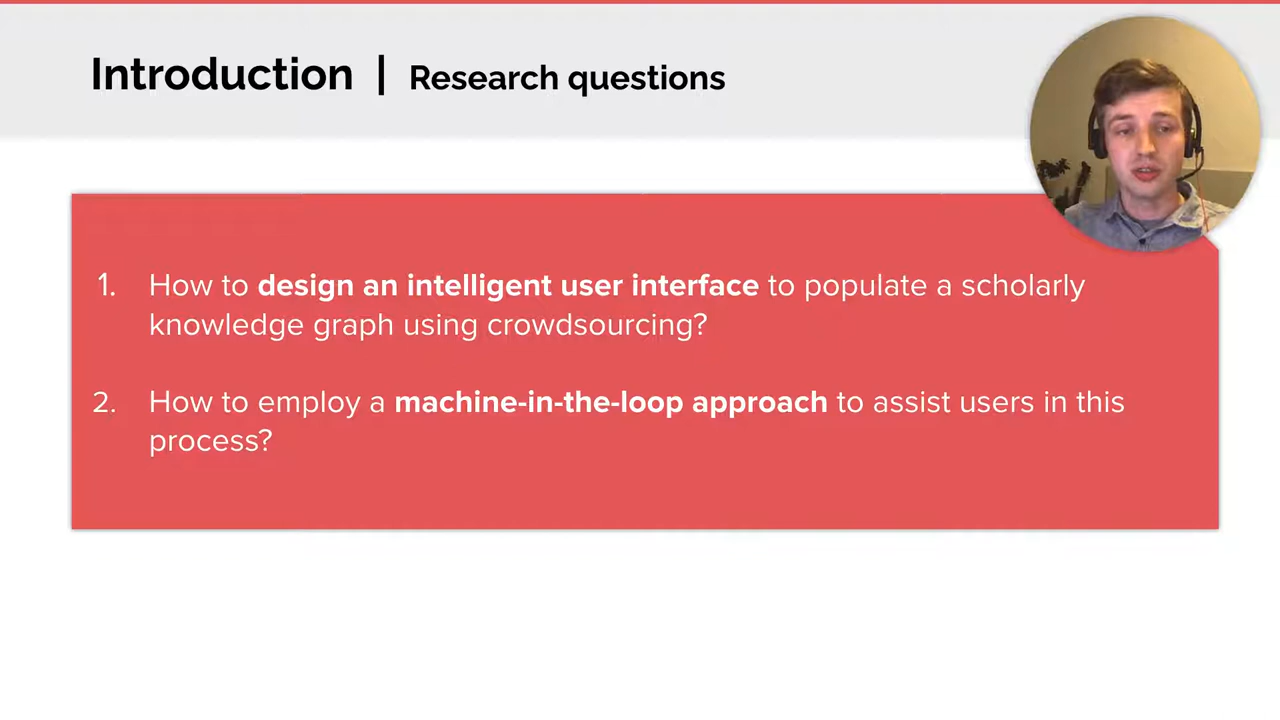 Introduction | Research questions
1. How to design an intelligent user interface to populate a scholarly
knowledge graph using crowdsourcing?
2. How to employ a machine-in-the-loop approach to assist users in this
process?